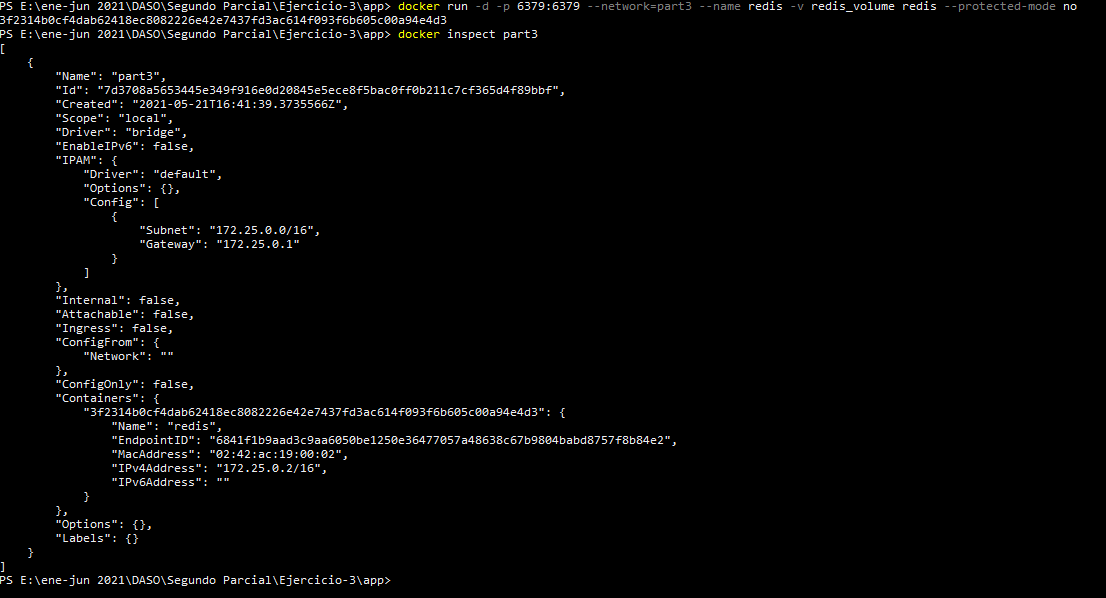 PS E:\ene-jun 2021\DASO\Segundo Parcial\Ejercicio-3\app> docker run -d -p 6379:6379 --network=part3 --name redis -v redis_volume redis --protected-mode no
3f2314b0cf4dab62418ec8082226e42e7437fd3ac614f093f6b605c00a94e4d3
PS E:\ene-jun 2021\DASO\Segundo Parcial\Ejercicio-3\app> docker inspect part3
[
    {
        "Name": "part3",
        "Id": "7d3708a5653445e349f916e0d20845e5ece8f5bac0ff0b211c7cf365d4f89bbf",
        "Created": "2021-05-21T16:41:39.3735566Z",
        "Scope": "local",
        "Driver": "bridge",
        "EnableIPv6": false,
        "IPAM": {
            "Driver": "default",
            "Options": {},
            "Config": [
                {
                    "Subnet": "172.25.0.0/16",
                    "Gateway": "172.25.0.1"
                }
            ]
        },
        "Internal": false,
        "Attachable": false,
        "Ingress": false,
        "ConfigFrom": {
            "Network": ""
        },
        "ConfigOnly": false,
        "Containers": {
            "3f2314b0cf4dab62418ec8082226e42e7437fd3ac614f093f6b605c00a94e4d3": {
                "Name": "redis",
                "EndpointID": "6841f1b9aad3c9aa6050be1250e36477057a48638c67b9804babd8757f8b84e2",
                "MacAddress": "02:42:ac:19:00:02",
                "IPv4Address": "172.25.0.2/16",
                "IPv6Address": ""
            }
        },
        "Options": {},
        "Labels": {}
    }
]
PS E:\ene-jun 2021\DASO\Segundo Parcial\Ejercicio-3\app>